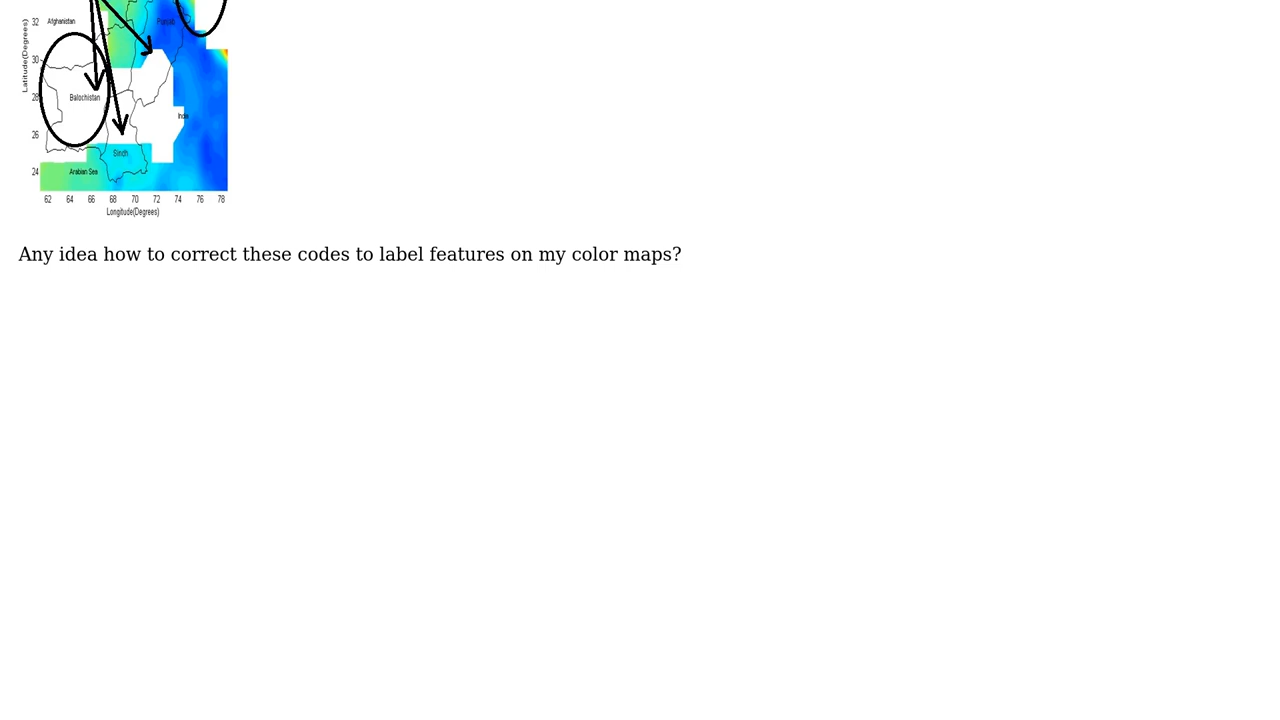 32
Afghanistan
Punjab
Latitude(Degrees)
30
28
Balochistan
India
26
Sindh
24
Arabian Sea
62 64 66 68 70 72 74 76 78
Longitude(Degrees)
Any idea how to correct these codes to label features on my color maps?